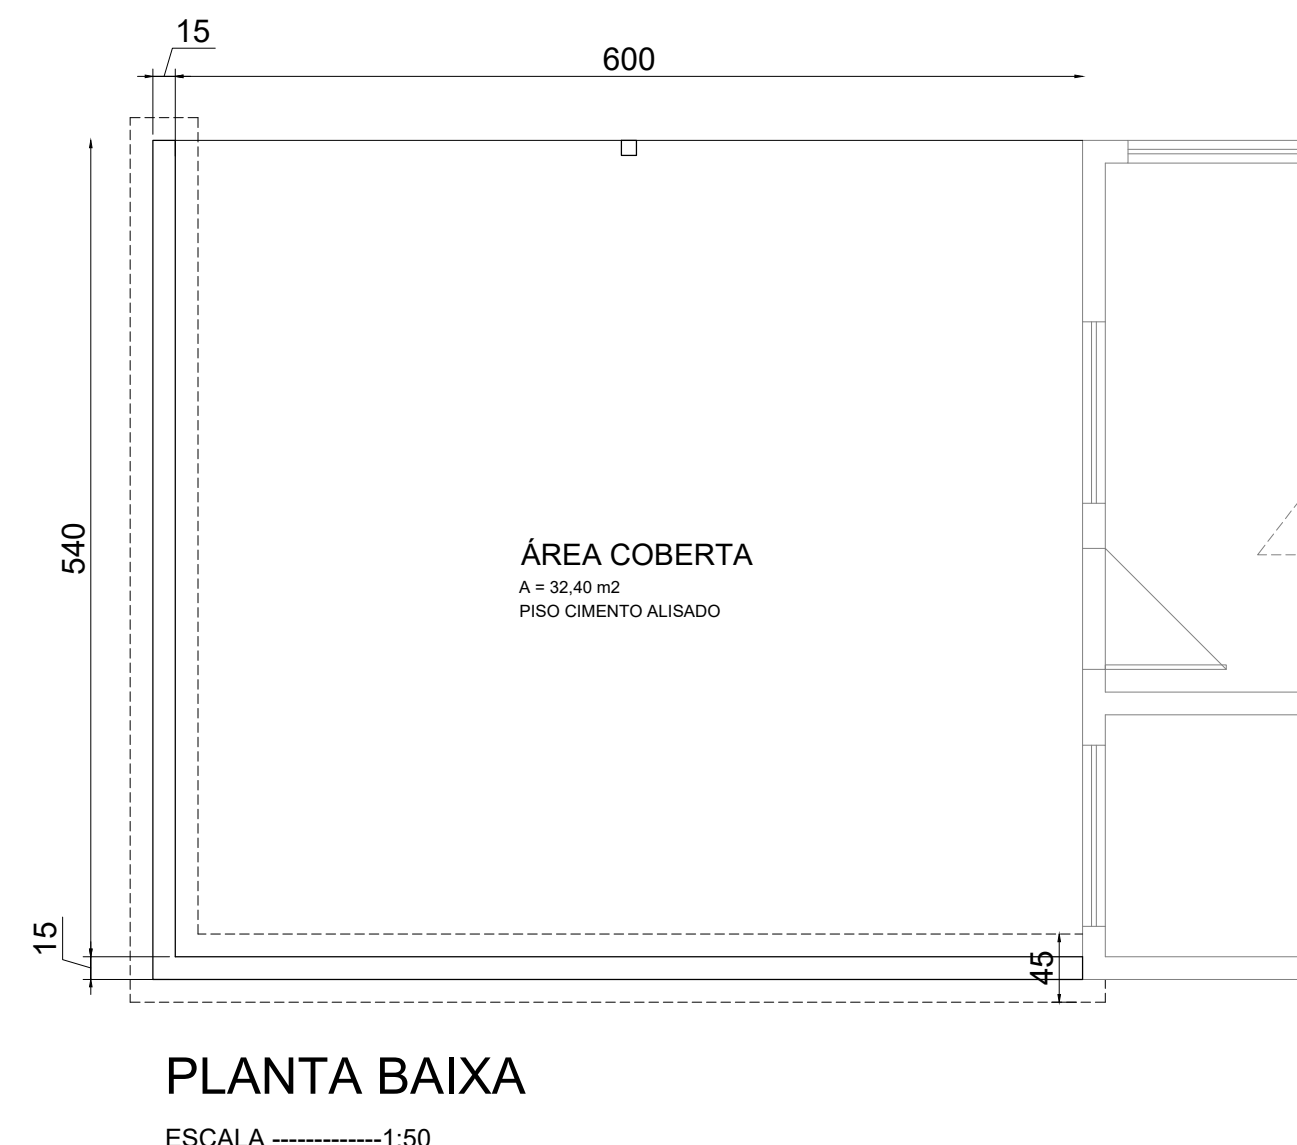 15
600
540
ÁREA COBERTA
A = 32,40 m2
PISO CIMENTO ALISADO
15
45
PLANTA BAIXA
ESCALA -------------1:50